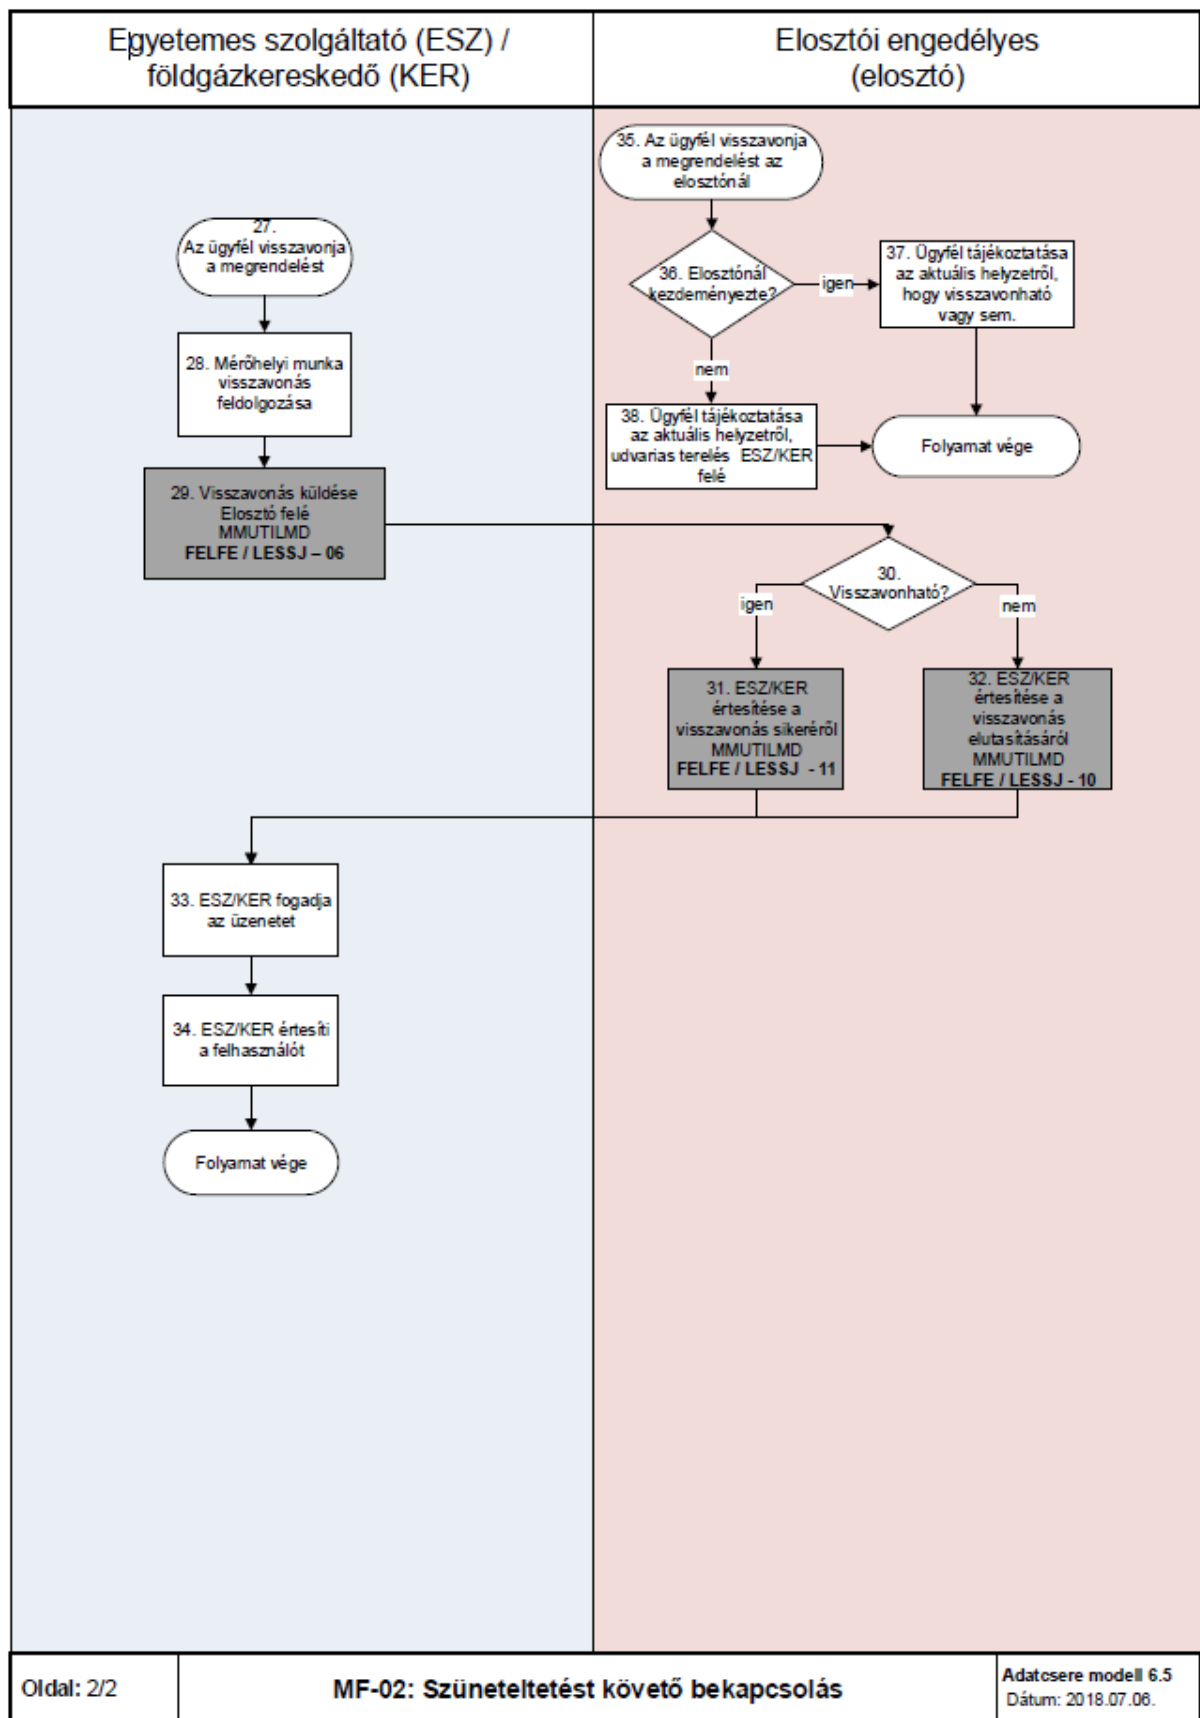 Egyetemes szolgáltató (ESZ) /
földgázkereskedő (KER)
Elosztói engedélyes
(elosztó)
35. Az ügyfél visszavonja
a megrendelést az
elosztónál
27.
Az ügyfél visszavonja
a megrendelést
36. Elosztónál
kezdeményezte?
igen
37. Ügyfél tájékoztatása
az aktuális helyzetről,
hogy visszavonható
vagy sem.
28. Mérőhelyi munka
visszavonás
feldolgozása
nem
38. Ügyfél tájékoztatása
az aktuális helyzetről,
udvarias terelés ESZ/KER
felé
Folyamat vége
29. Visszavonás küldése
Elosztó felé
MMUTILMD
FELFE / LESSJ – 06
30.
Visszavonható?
igen
nem
31. ESZ/KER
értesítése a
visszavonás sikeréről
MMUTILMD
FELFE / LESSJ - 11
32. ESZ/KER
értesítése a
visszavonás
elutasításáról
MMUTILMD
FELFE / LESSJ - 10
33. ESZ/KER fogadja
az üzenetet
34. ESZ/KER értesíti
a felhasználót
Folyamat vége
Oldal: 2/2
MF-02: Szüneteltetést követő bekapcsolás
Adatcsere modell 6.5
Dátum: 2018.07.06.